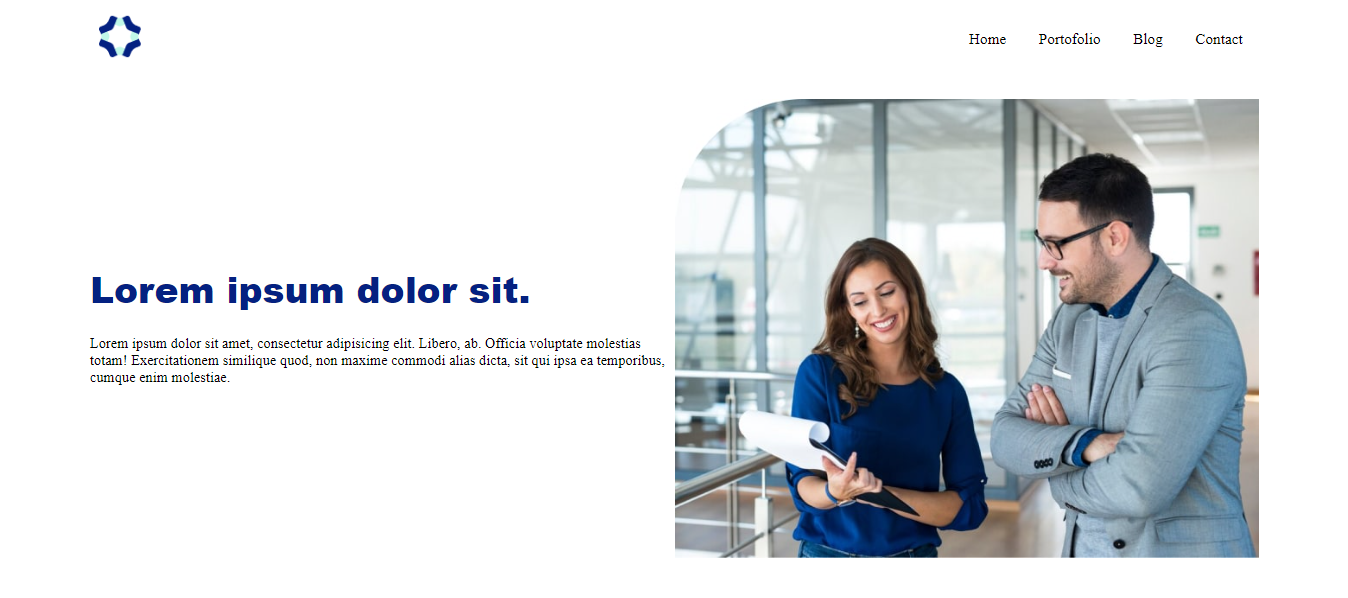 Home Portofolio Blog Contact
Lorem ipsum dolor sit.
Lorem ipsum dolor sit amet, consectetur adipisicing elit. Libero, ab. Officia voluptate molestias
totam! Exercitationem similique quod, non maxime commodi alias dicta, sit qui ipsa ea temporibus,
cumque enim molestiae.